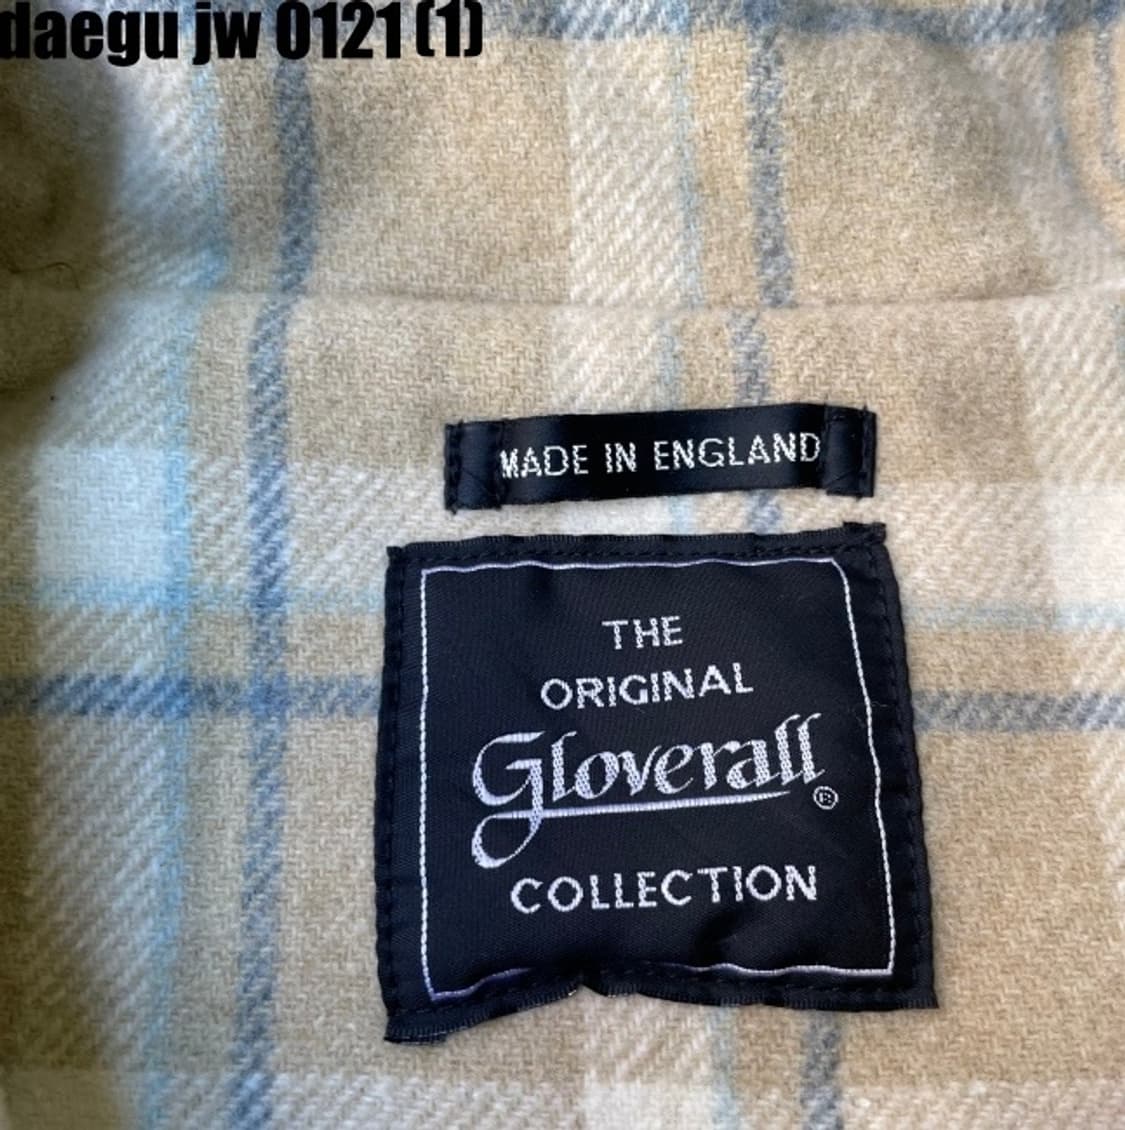 daegu jw 0121 (1)
MADE IN ENGLAND
THE
ORIGINAL
Gloverall®
COLLECTION